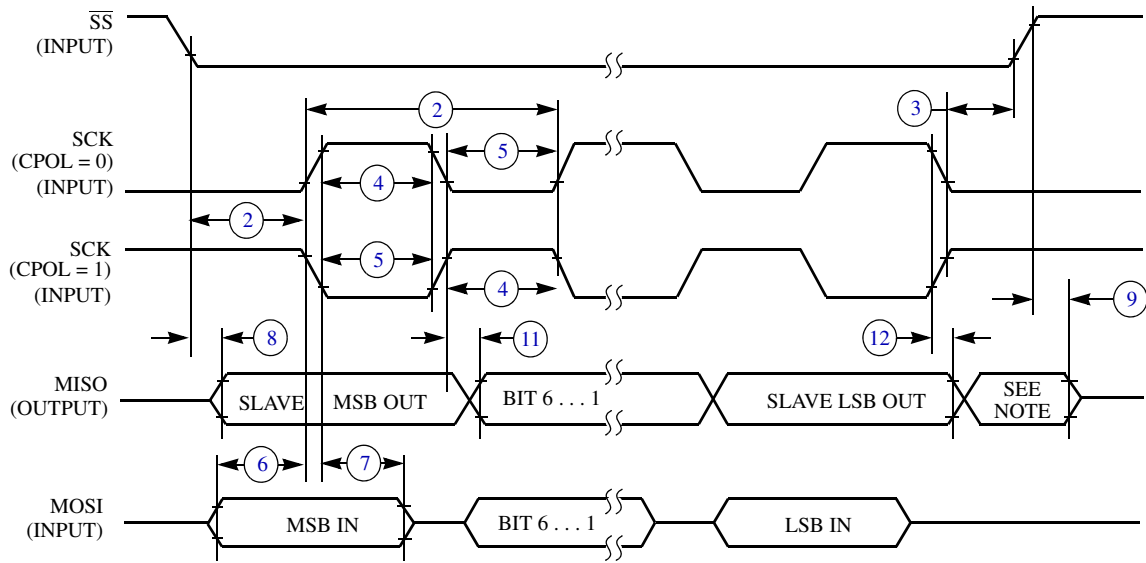 SS
(INPUT)
2
3
SCK
(CPOL = 0)
(INPUT)
5
4
2
SCK
(CPOL = 1)
(INPUT)
5
4
9
8
11
12
MISO
(OUTPUT)
SLAVE MSB OUT
BIT 6 . . . 1
SLAVE LSB OUT
SEE
NOTE
6
7
MOSI
(INPUT)
MSB IN
BIT 6 . . . 1
LSB IN